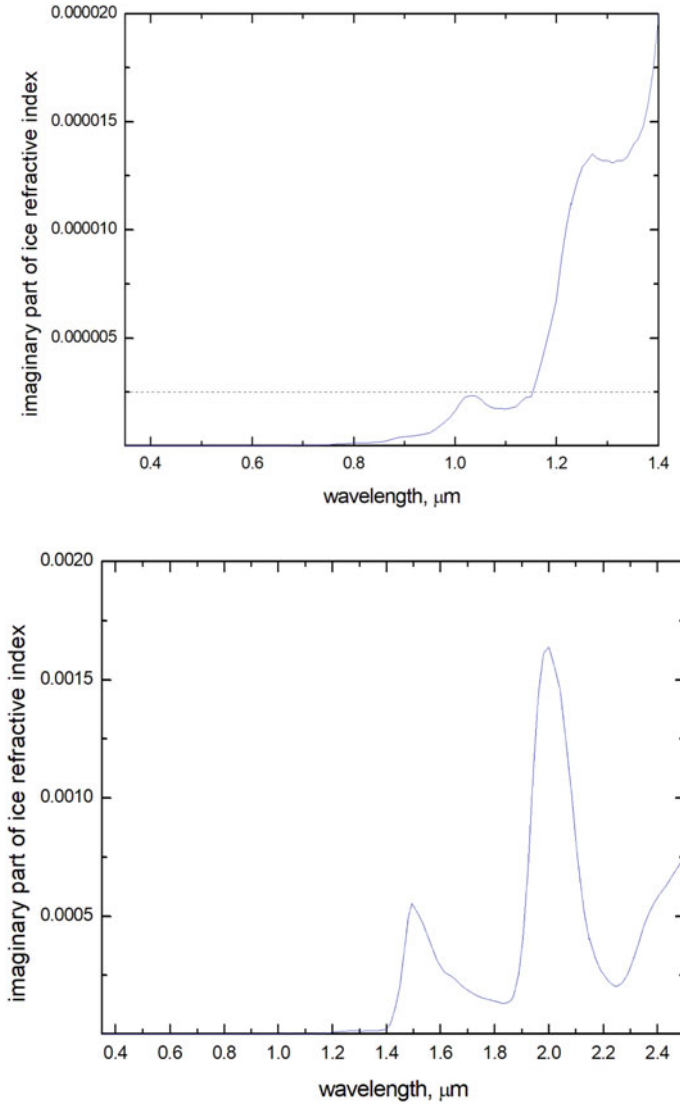 0.000020
0.000015
0.000010
0.000005
imaginary part of ice refractive index
0.4 0.6 0.8 1.0 1.2 1.4
wavelength, μm
0.0020
0.0015
0.0010
0.0005
imaginary part of ice refractive index
0.4 0.6 0.8 1.0 1.2 1.4 1.6 1.8 2.0 2.2 2.4
wavelength, μm